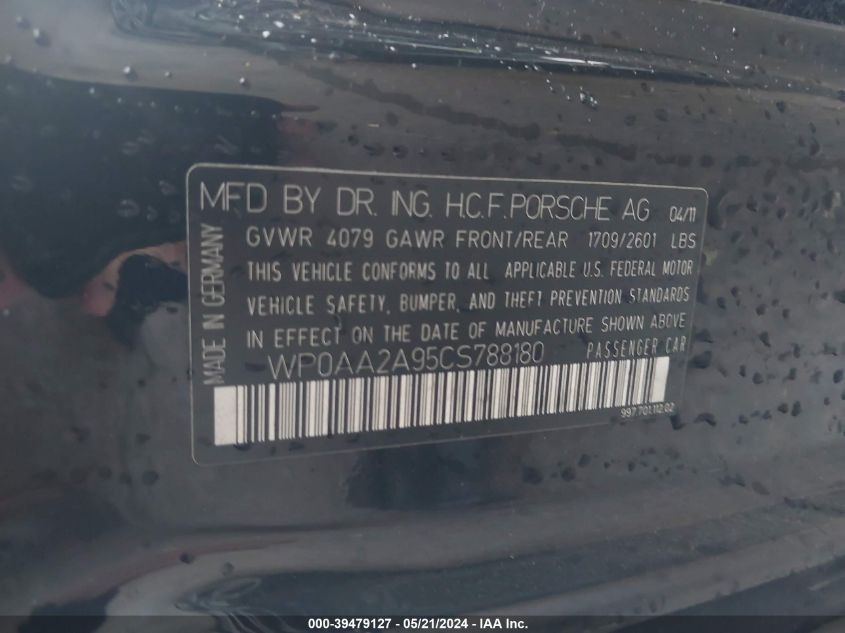 MFD BY DR. ING. H.C.F. PORSCHE AG 04/11
GVWR 4079 GAWR FRONT/REAR 1709/2601 LBS
THIS VEHICLE CONFORMS TO ALL APPLICABLE U.S. FEDERAL MOTOR
VEHICLE SAFETY, BUMPER, AND THEFT PREVENTION STANDARDS
IN EFFECT ON THE DATE OF MANUFACTURE SHOWN ABOVE
WP0AA2A95CS788180 PASSENGER CAR
997.701.112.02
MADE IN GERMANY
000-39479127 - 05/21/2024 - IAA Inc.